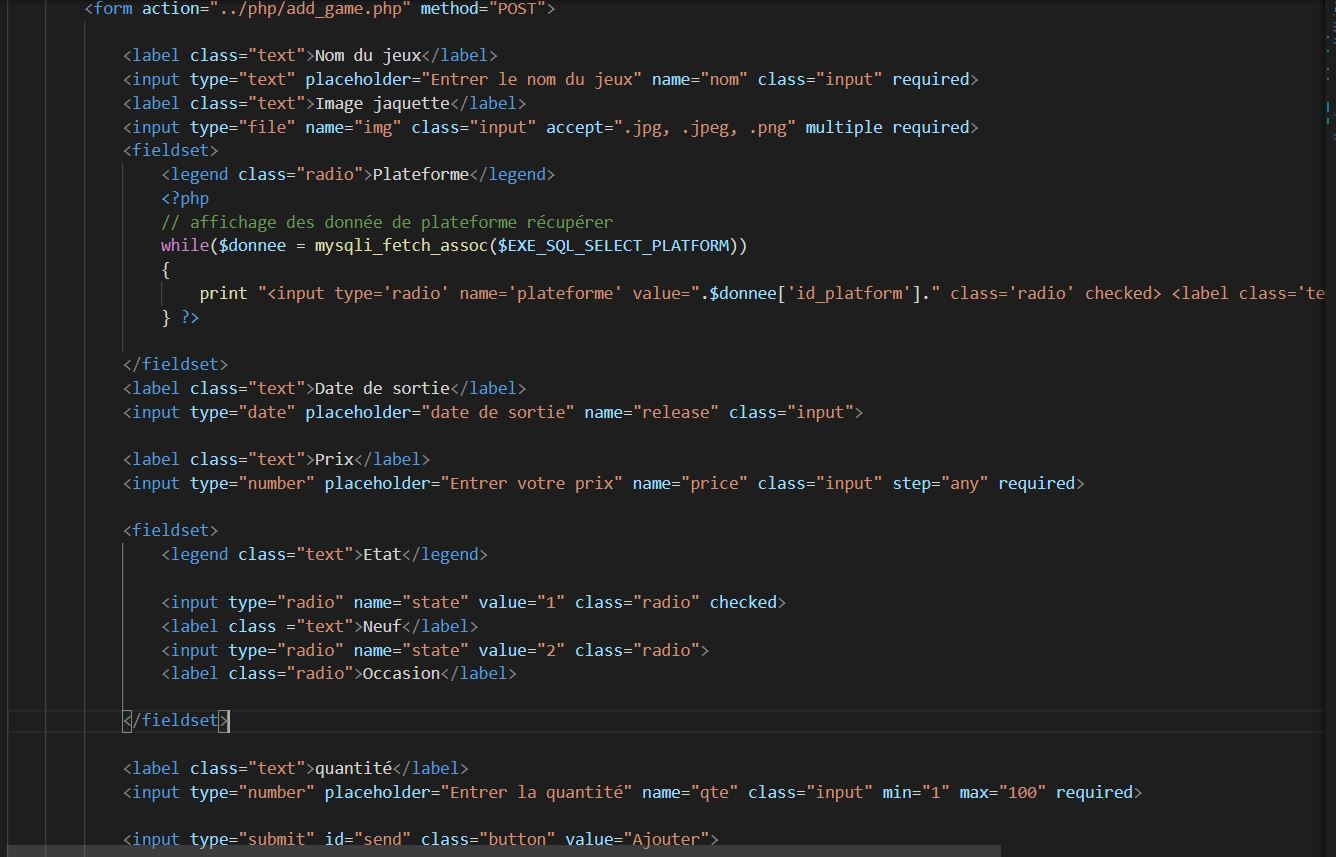 <form action="../php/add_game.php" method="POST">
<label class="text">Nom du jeux</label>
<input type="text" placeholder="Entrer le nom du jeux" name="nom" class="input" required>
<label class="text">Image jaquette</label>
<input type="file" name="img" class="input" accept=".jpg, .jpeg, .png" multiple required>
<fieldset>
<legend class="radio">Plateforme</legend>
<?php
// affichage des donnée de plateforme récupérer
while($donnee = mysqli_fetch_assoc($EXE_SQL_SELECT_PLATFORM))
{
print "<input type='radio' name='plateforme' value=".$donnee['id_platform']." class='radio' checked> <label class='te
} ?>
</fieldset>
<label class="text">Date de sortie</label>
<input type="date" placeholder="date de sortie" name="release" class="input">
<label class="text">Prix</label>
<input type="number" placeholder="Entrer votre prix" name="price" class="input" step="any" required>
<fieldset>
<legend class="text">Etat</legend>
<input type="radio" name="state" value="1" class="radio" checked>
<label class ="text">Neuf</label>
<input type="radio" name="state" value="2" class="radio">
<label class="radio">Occasion</label>
</fieldset>
<label class="text">quantité</label>
<input type="number" placeholder="Entrer la quantité" name="qte" class="input" min="1" max="100" required>
<input type="submit" id="send" class="button" value="Ajouter">